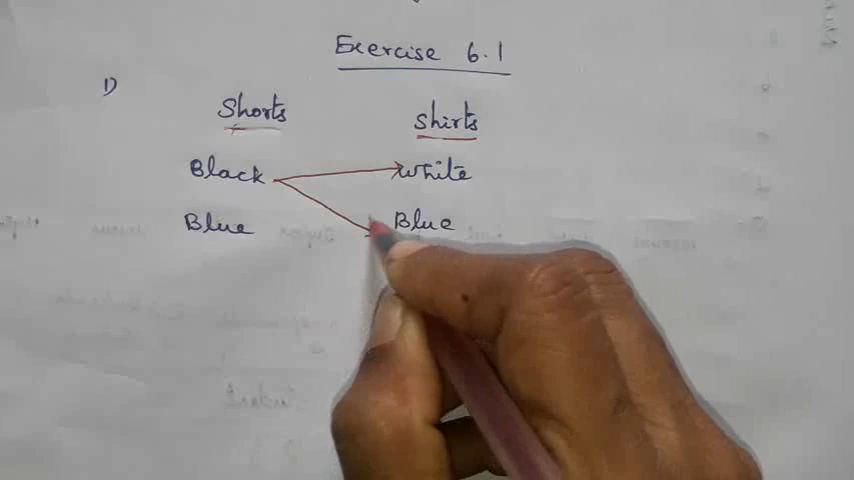 Exercise 6.1
1)
Shorts Shirts
Black White
Blue Blue